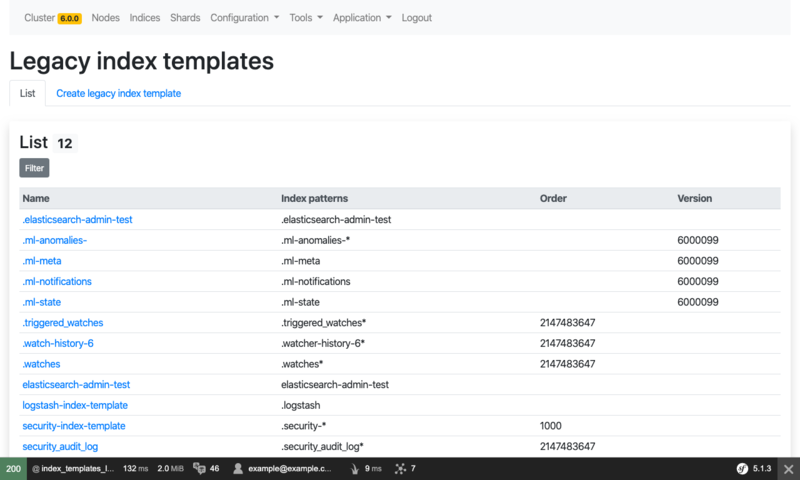 Cluster 6.0.0 Nodes Indices Shards Configuration Tools Application Logout
Legacy index templates
List Create legacy index template
List 12
Filter
Name Index patterns Order Version
.elasticsearch-admin-test .elasticsearch-admin-test
.ml-anomalies- .ml-anomalies-* 6000099
.ml-meta .ml-meta 6000099
.ml-notifications .ml-notifications 6000099
.ml-state .ml-state 6000099
.triggered_watches .triggered_watches* 2147483647
.watch-history-6 .watcher-history-6* 2147483647
.watches .watches* 2147483647
elasticsearch-admin-test elasticsearch-admin-test
logstash-index-template .logstash
security-index-template .security-* 1000
security_audit_log .security_audit_log* 2147483647
200 @ index_templates_l... 132 ms 2.0 MiB 46 example@example.c... 9 ms 7 sf 5.1.3